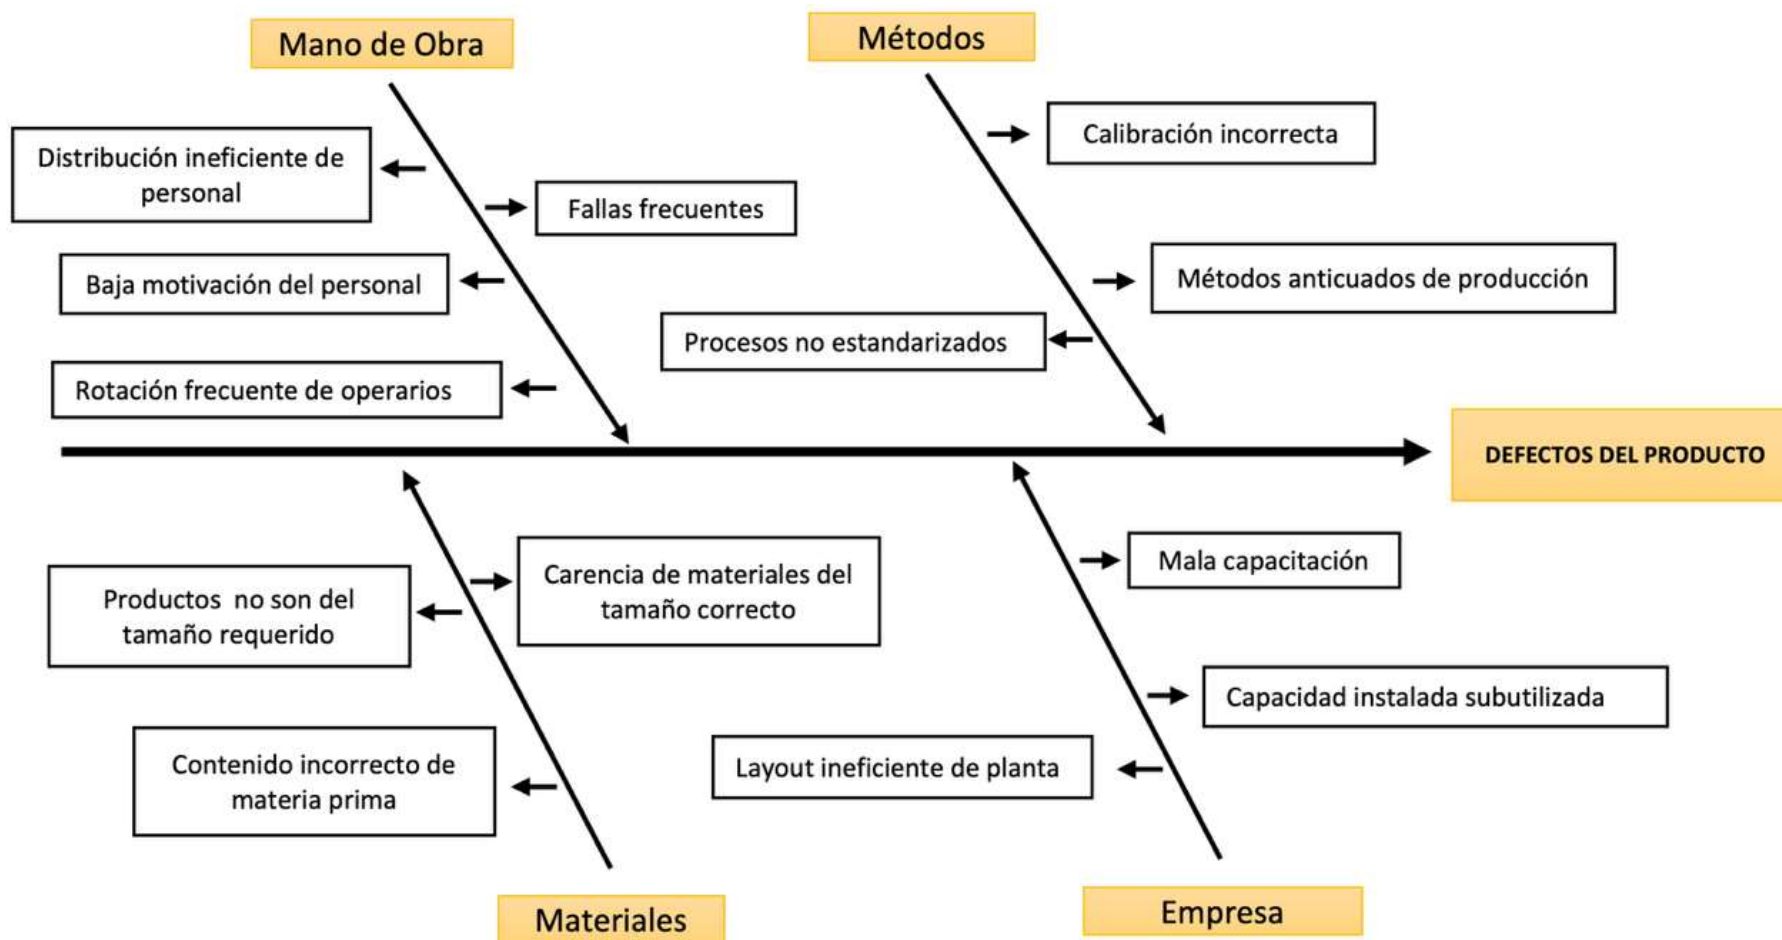 Mano de Obra
Métodos
Distribución ineficiente de
personal
Fallas frecuentes
Baja motivación del personal
Rotación frecuente de operarios
Calibración incorrecta
Métodos anticuados de producción
Procesos no estandarizados
DEFECTOS DEL PRODUCTO
Productos no son del
tamaño requerido
Carencia de materiales del
tamaño correcto
Contenido incorrecto de
materia prima
Mala capacitación
Capacidad instalada subutilizada
Layout ineficiente de planta
Materiales
Empresa